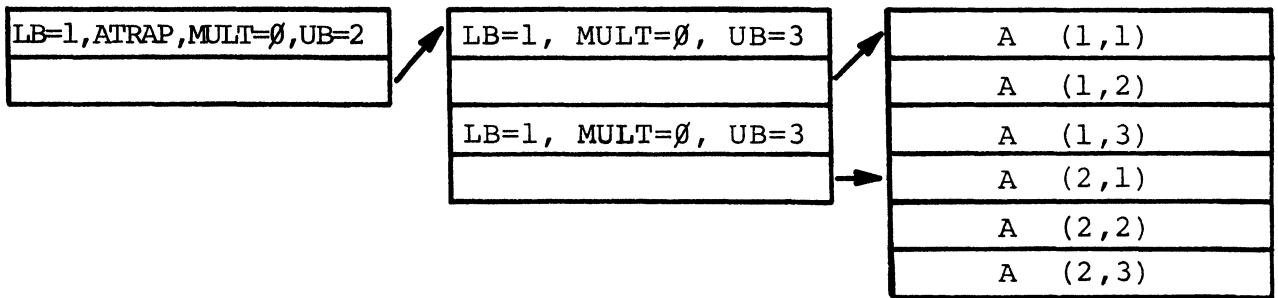 LB=1,ATRAP,MULT=Ø,UB=2
LB=1, MULT=Ø, UB=3
LB=1, MULT=Ø, UB=3
A (1,1)
A (1,2)
A (1,3)
A (2,1)
A (2,2)
A (2,3)